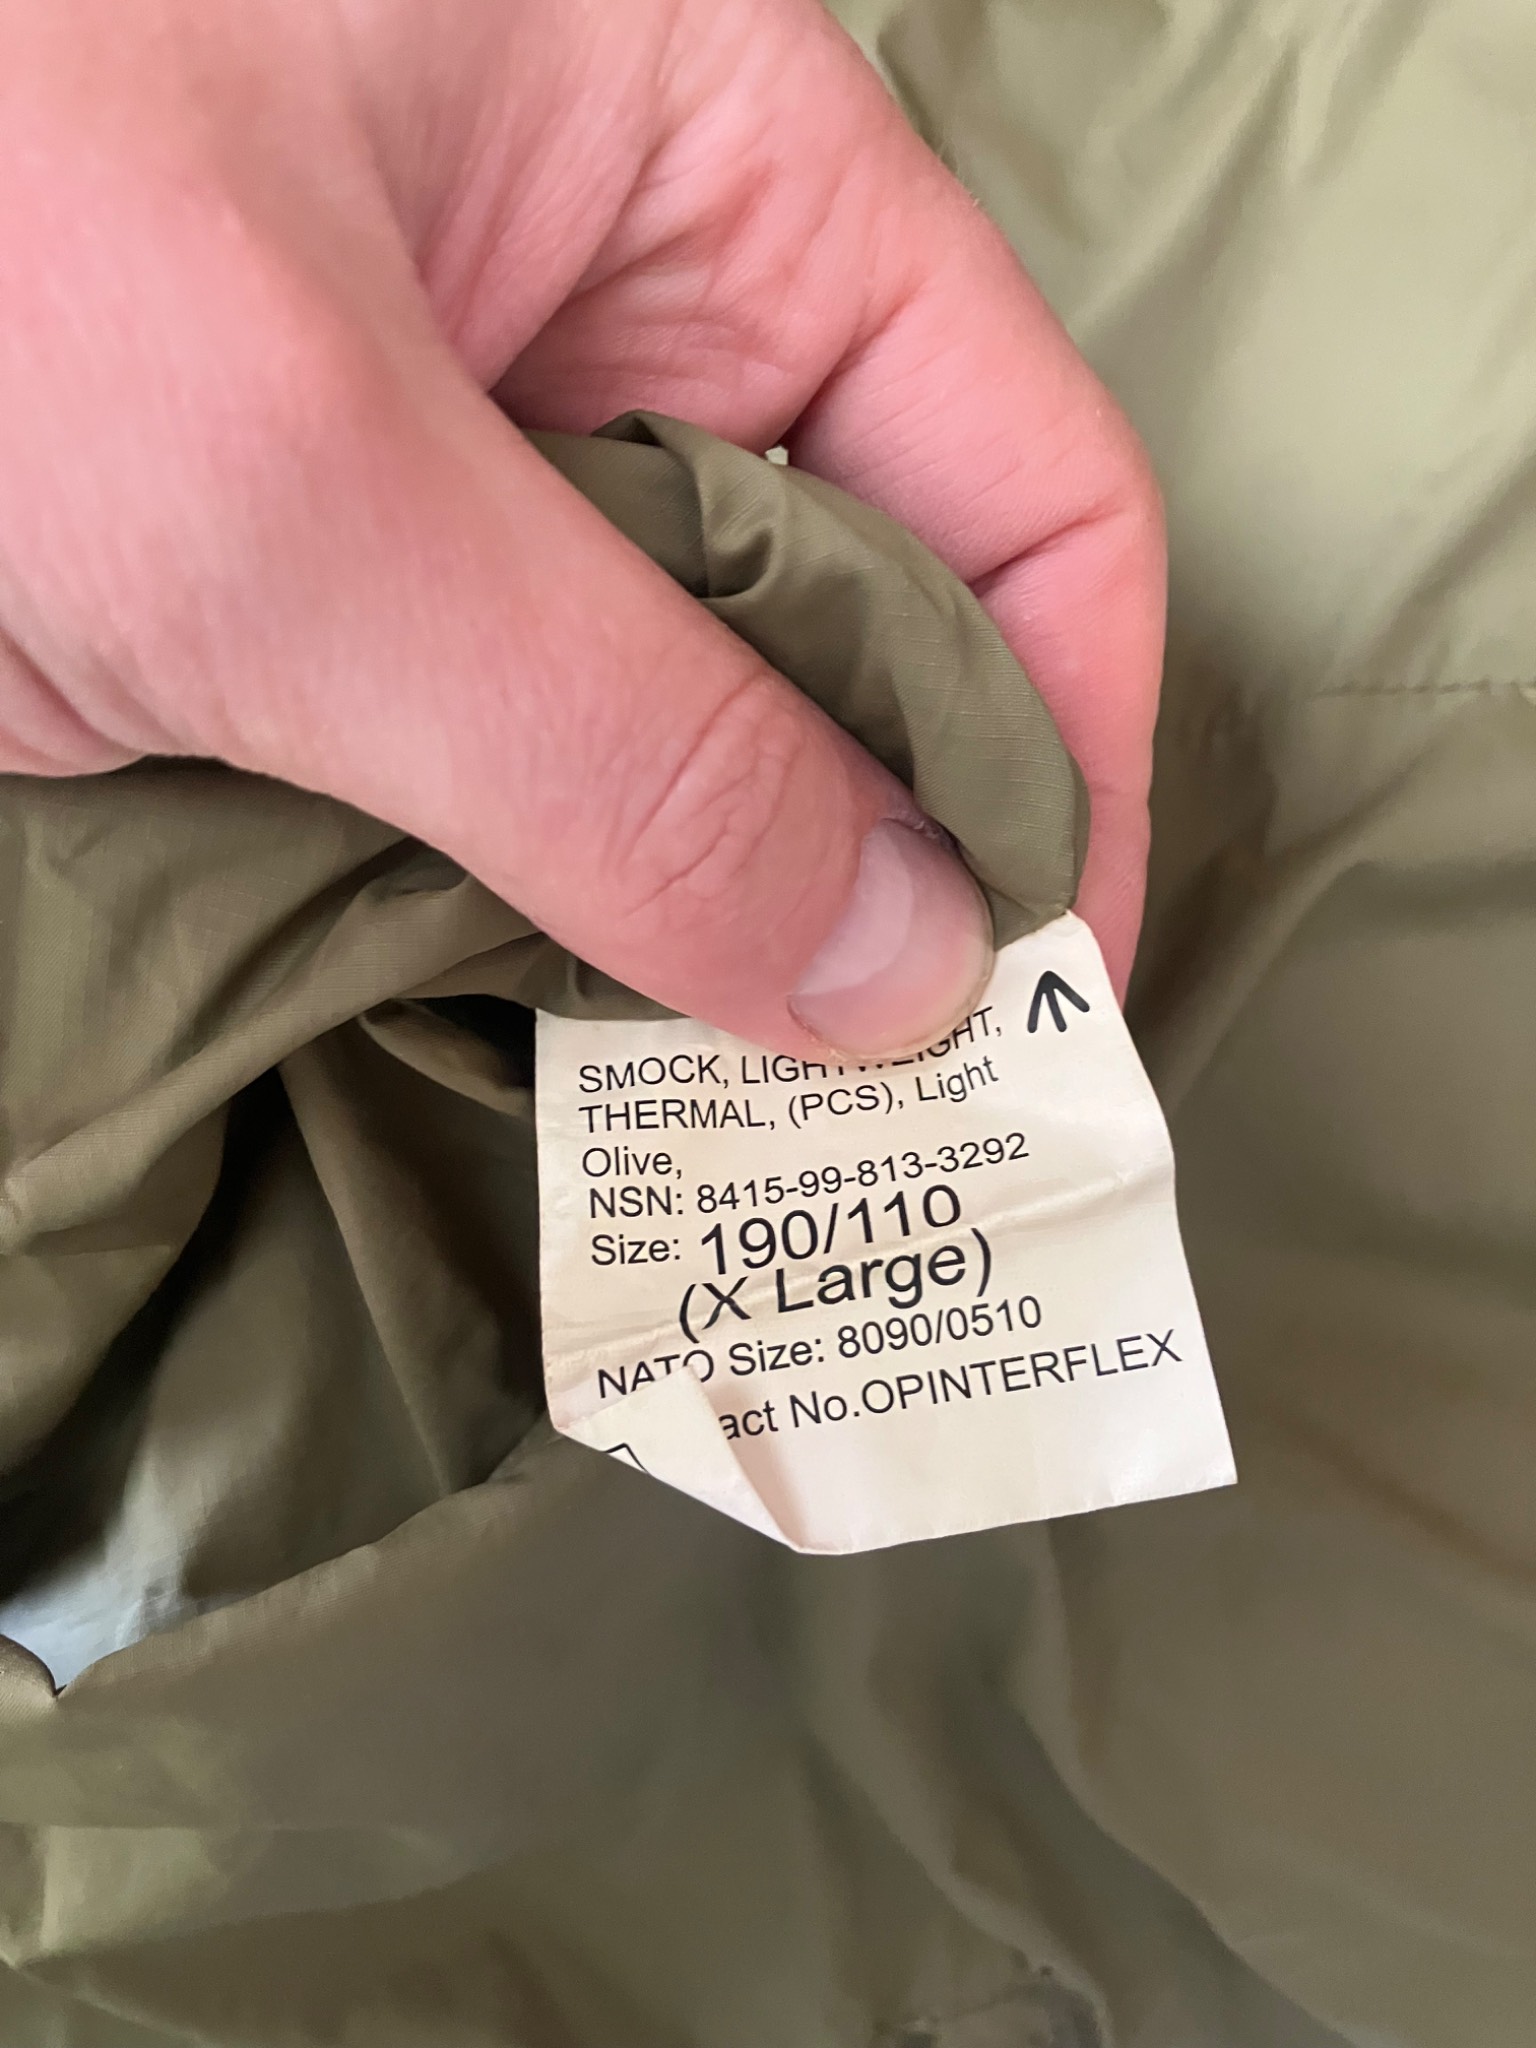 SMOCK, LIGHTWEIGHT,
THERMAL, (PCS), Light
Olive,
NSN: 8415-99-813-3292
Size: 190/110
(X Large)
NATO Size: 8090/0510
act No.OPINTERFLEX